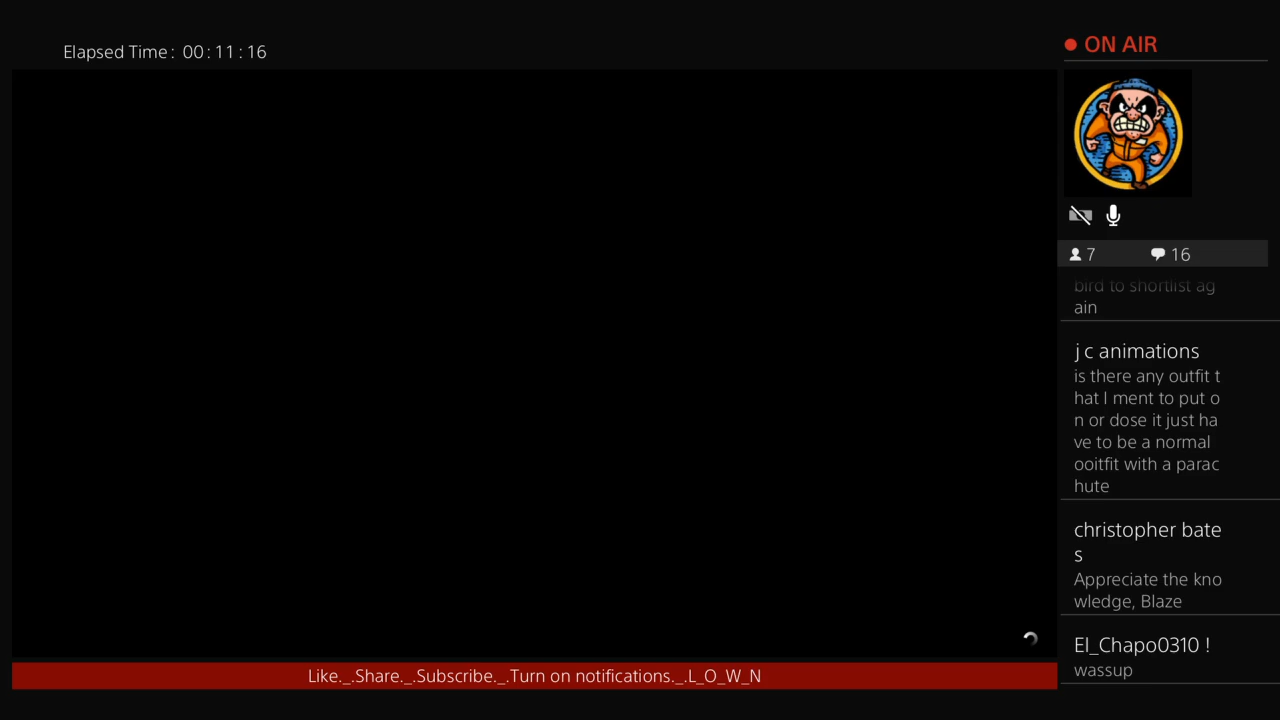 Elapsed Time: 00:11:16
ON AIR
7
16
bird to shortlist ag
ain
j c animations
is there any outfit t
hat I ment to put o
n or dose it just ha
ve to be a normal
ooitfit with a parac
hute
christopher bate
s
Appreciate the kno
wledge, Blaze
El_Chapo0310 !
wassup
Like._.Share._.Subscribe._.Turn on notifications._.L_O_W_N